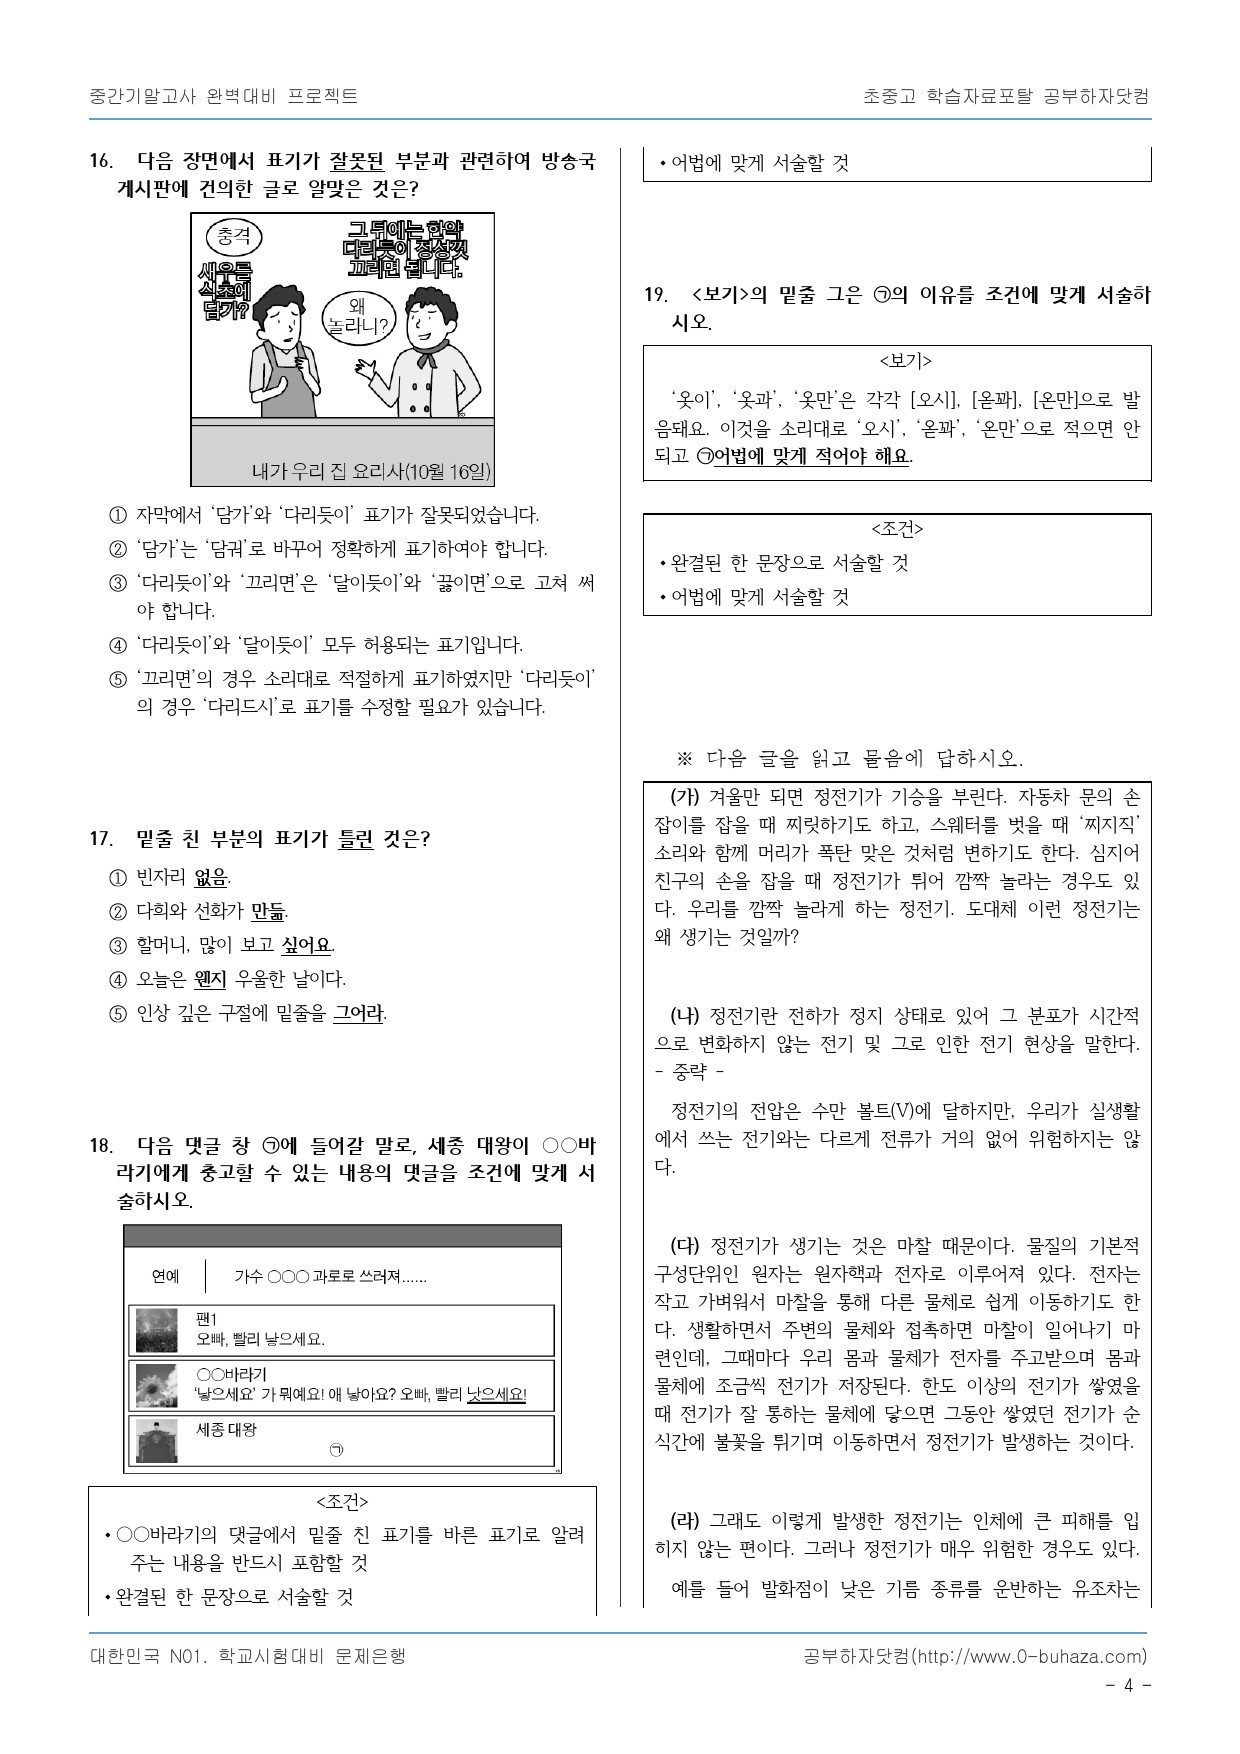 중간기말고사 완벽대비 프로젝트
초중고 학습자료포탈 공부하자닷컴
16. 다음 장면에서 표기가 잘못된 부분과 관련하여 방송국
게시판에 건의한 글로 알맞은 것은?
충격
새우를
식초에
담가?
그 뒤에는 한약
다리듯이 정성껏
끄리면 됩니다.
왜
놀라니?
내가 우리 집 요리사(10월 16일)
① 자막에서 ‘담가’와 ‘다리듯이’ 표기가 잘못되었습니다.
② ‘담가’는 ‘담궈’로 바꾸어 정확하게 표기하여야 합니다.
③ ‘다리듯이’와 ‘끄리면’은 ‘달이듯이’와 ‘끓이면’으로 고쳐 써
야 합니다.
④ ‘다리듯이’와 ‘달이듯이’ 모두 허용되는 표기입니다.
⑤ ‘끄리면’의 경우 소리대로 적절하게 표기하였지만 ‘다리듯이’
의 경우 ‘다리드시’로 표기를 수정할 필요가 있습니다.
17. 밑줄 친 부분의 표기가 틀린 것은?
① 빈자리 없음.
② 다희와 선화가 만듦.
③ 할머니, 많이 보고 싶어요.
④ 오늘은 웬지 우울한 날이다.
⑤ 인상 깊은 구절에 밑줄을 그어라.
18. 다음 댓글 창 ㉠에 들어갈 말로, 세종 대왕이 ○○바
라기에게 충고할 수 있는 내용의 댓글을 조건에 맞게 서
술하시오.
연예 가수 ○○○ 과로로 쓰러져......
팬1
오빠, 빨리 낳으세요.
○○바라기
‘낳으세요’ 가 뭐예요! 애 낳아요? 오빠, 빨리 낫으세요!
세종 대왕
㉠
<조건>
• ○○바라기의 댓글에서 밑줄 친 표기를 바른 표기로 알려
주는 내용을 반드시 포함할 것
• 완결된 한 문장으로 서술할 것
• 어법에 맞게 서술할 것
19. <보기>의 밑줄 그은 ㉠의 이유를 조건에 맞게 서술하
시오.
<보기>
‘옷이’, ‘옷과’, ‘옷만’은 각각 [오시], [옫꽈], [온만]으로 발
음돼요. 이것을 소리대로 ‘오시’, ‘옫꽈’, ‘온만’으로 적으면 안
되고 ㉠어법에 맞게 적어야 해요.
<조건>
• 완결된 한 문장으로 서술할 것
• 어법에 맞게 서술할 것
※ 다음 글을 읽고 물음에 답하시오.
(가) 겨울만 되면 정전기가 기승을 부린다. 자동차 문의 손
잡이를 잡을 때 찌릿하기도 하고, 스웨터를 벗을 때 ‘찌지직’
소리와 함께 머리가 폭탄 맞은 것처럼 변하기도 한다. 심지어
친구의 손을 잡을 때 정전기가 튀어 깜짝 놀라는 경우도 있
다. 우리를 깜짝 놀라게 하는 정전기. 도대체 이런 정전기는
왜 생기는 것일까?
(나) 정전기란 전하가 정지 상태로 있어 그 분포가 시간적
으로 변화하지 않는 전기 및 그로 인한 전기 현상을 말한다.
- 중략 -
정전기의 전압은 수만 볼트(V)에 달하지만, 우리가 실생활
에서 쓰는 전기와는 다르게 전류가 거의 없어 위험하지는 않
다.
(다) 정전기가 생기는 것은 마찰 때문이다. 물질의 기본적
구성단위인 원자는 원자핵과 전자로 이루어져 있다. 전자는
작고 가벼워서 마찰을 통해 다른 물체로 쉽게 이동하기도 한
다. 생활하면서 주변의 물체와 접촉하면 마찰이 일어나기 마
련인데, 그때마다 우리 몸과 물체가 전자를 주고받으며 몸과
물체에 조금씩 전기가 저장된다. 한도 이상의 전기가 쌓였을
때 전기가 잘 통하는 물체에 닿으면 그동안 쌓였던 전기가 순
식간에 불꽃을 튀기며 이동하면서 정전기가 발생하는 것이다.
(라) 그래도 이렇게 발생한 정전기는 인체에 큰 피해를 입
히지 않는 편이다. 그러나 정전기가 매우 위험한 경우도 있다.
예를 들어 발화점이 낮은 기름 종류를 운반하는 유조차는
대한민국 N01. 학교시험대비 문제은행
공부하자닷컴(http://www.0-buhaza.com)
- 4 -